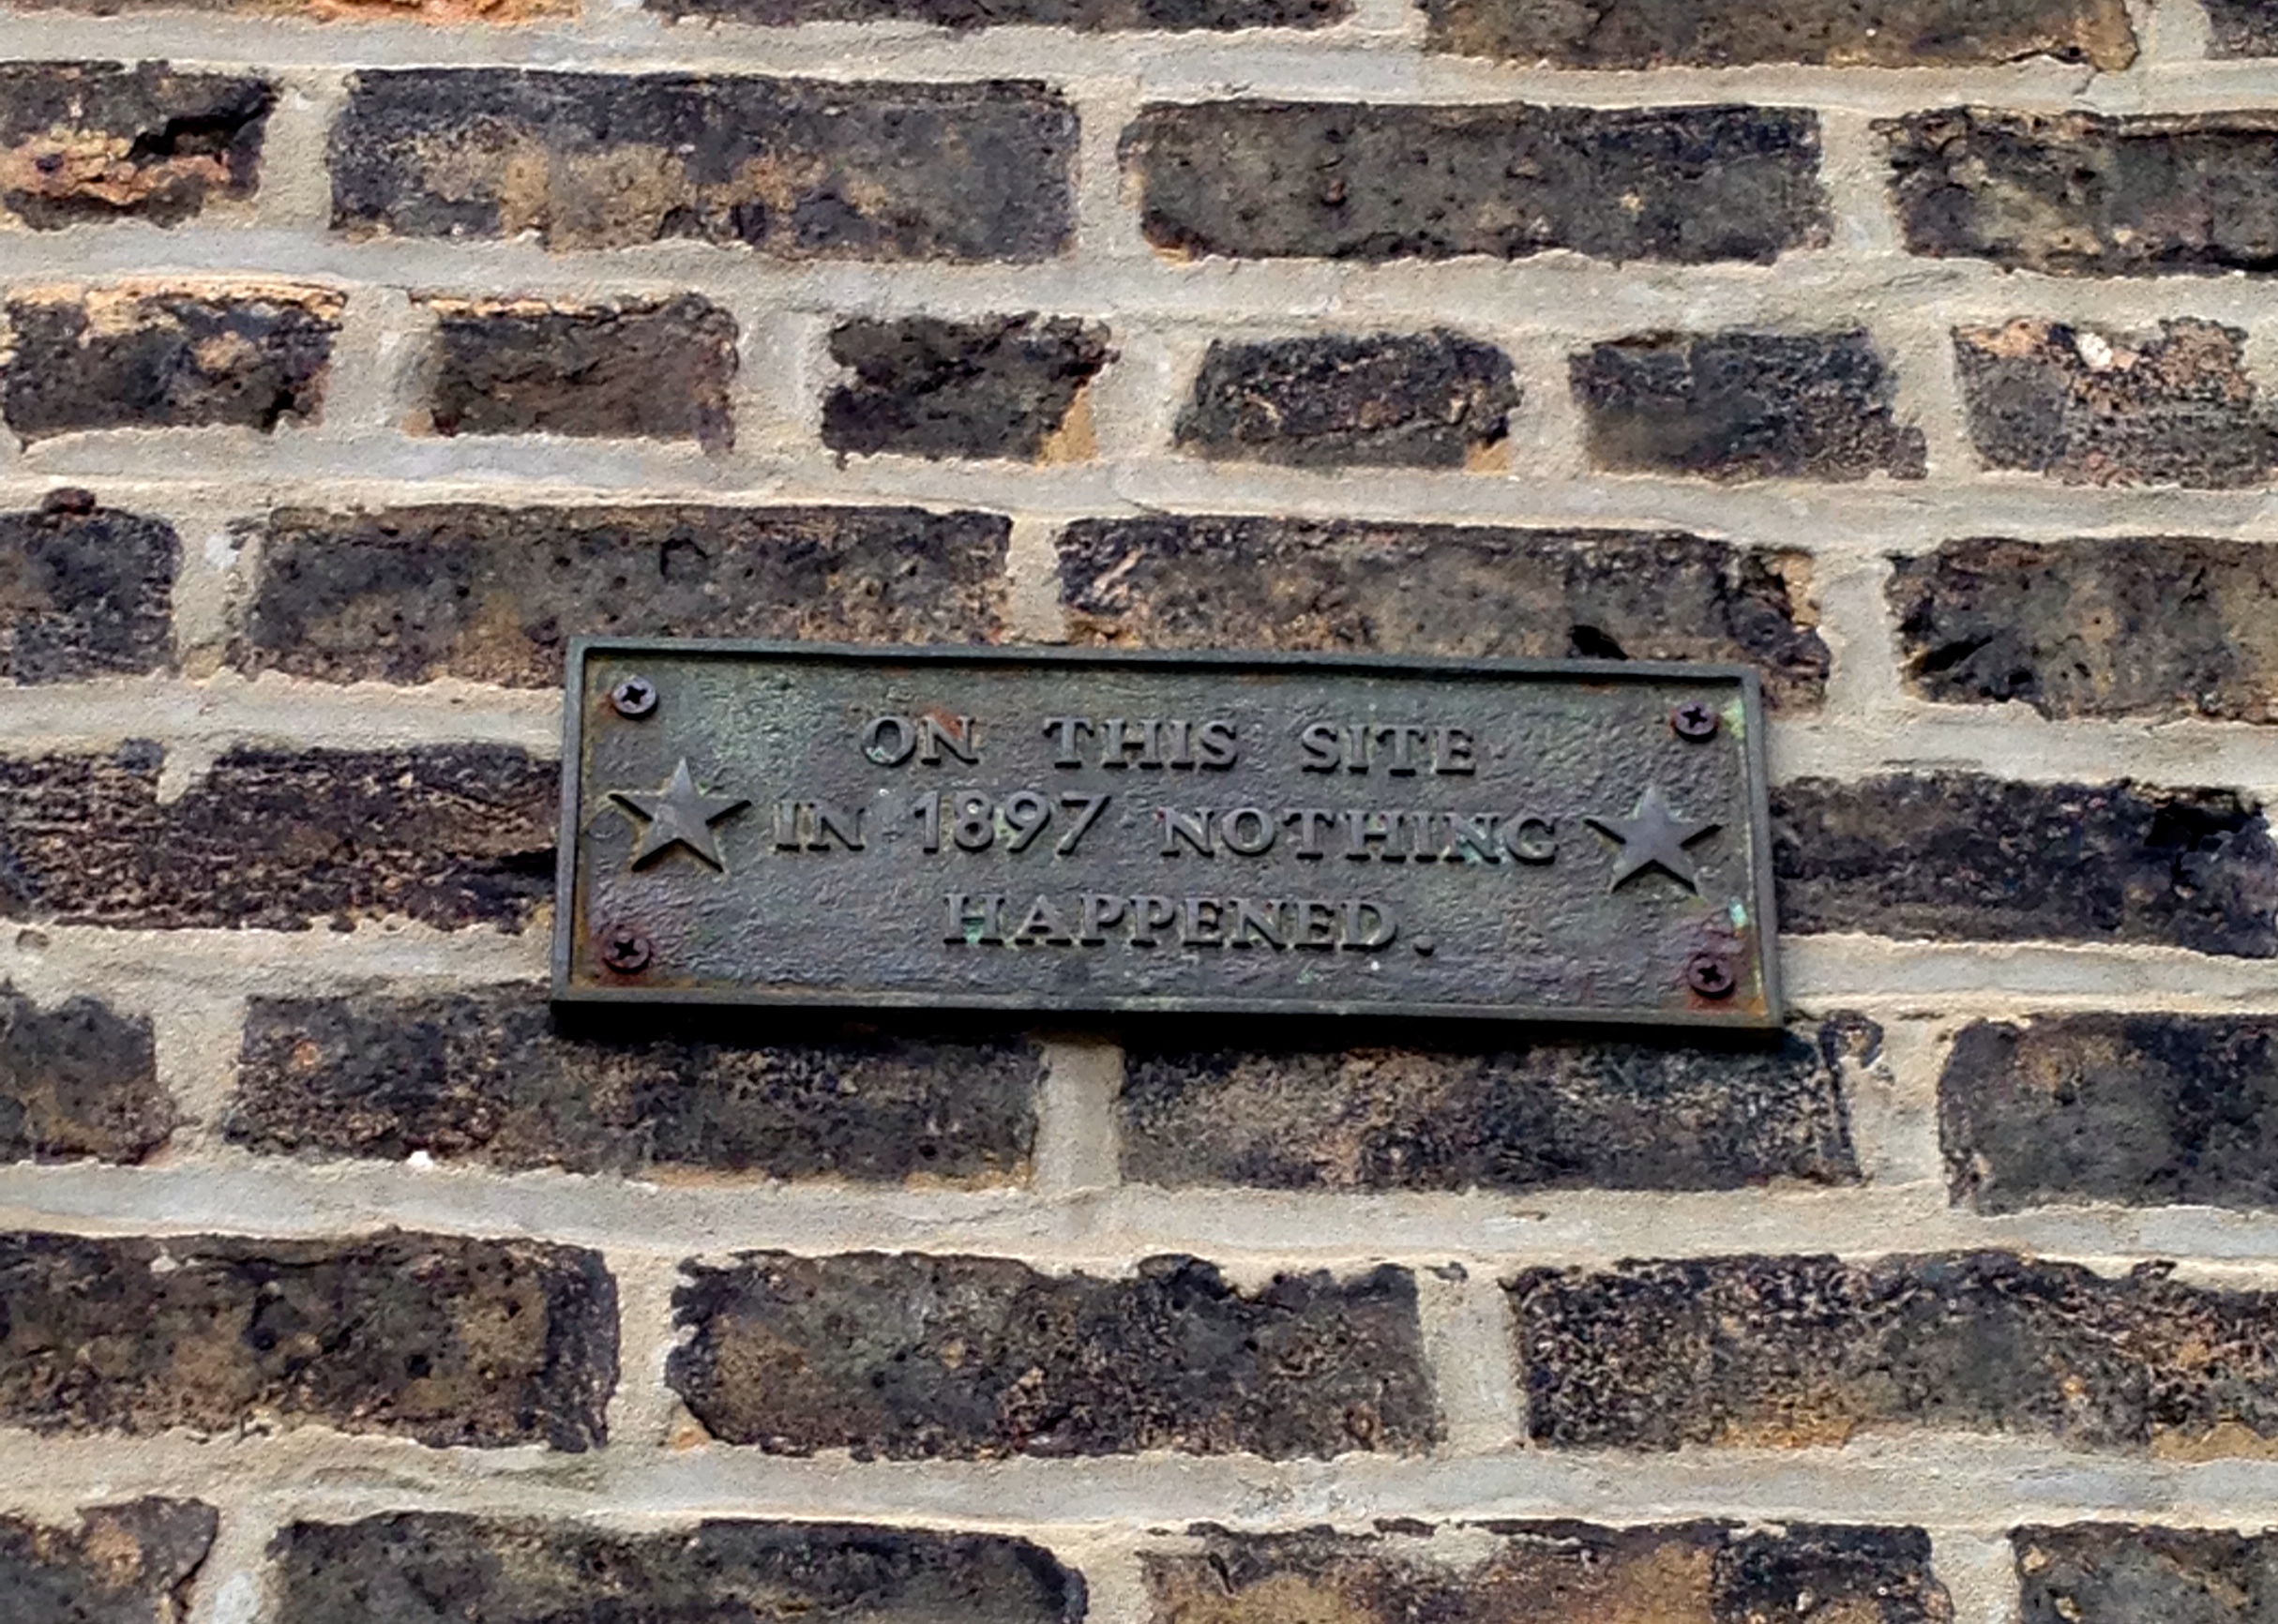 ON THIS SITE
IN 1897 NOTHING
HAPPENED.